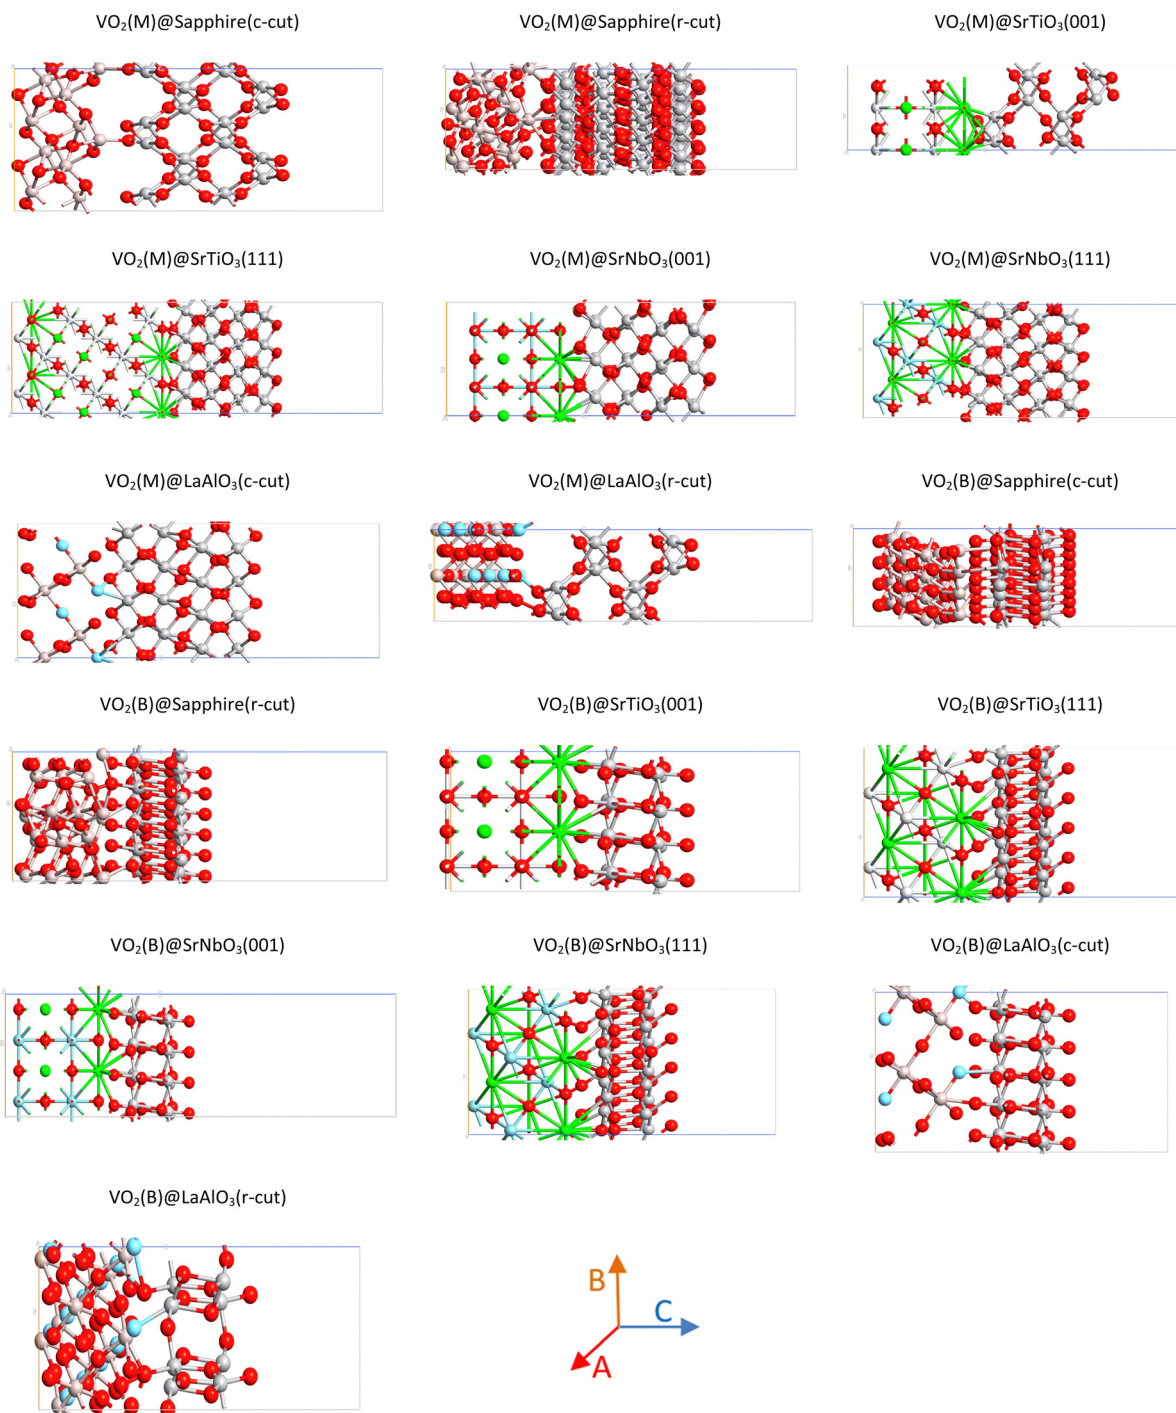 VO₂(M)@Sapphire(c-cut)
VO₂(M)@Sapphire(r-cut)
VO₂(M)@SrTiO₃(001)
VO₂(M)@SrTiO₃(111)
VO₂(M)@SrNbO₃(001)
VO₂(M)@SrNbO₃(111)
VO₂(M)@LaAlO₃(c-cut)
VO₂(M)@LaAlO₃(r-cut)
VO₂(B)@Sapphire(c-cut)
VO₂(B)@Sapphire(r-cut)
VO₂(B)@SrTiO₃(001)
VO₂(B)@SrTiO₃(111)
VO₂(B)@SrNbO₃(001)
VO₂(B)@SrNbO₃(111)
VO₂(B)@LaAlO₃(c-cut)
VO₂(B)@LaAlO₃(r-cut)
B
C
A